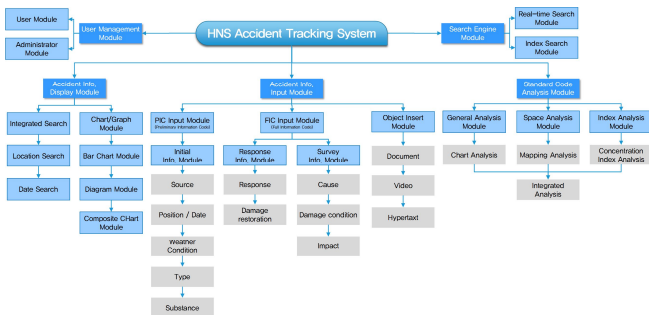 HNS Accident Tracking System
User Module
Administrator
Module
User Management
Module
Search Engine
Module
Real-time Search
Module
Index Search
Module
Accident Info,
Display Module
Accident Info,
Input Module
Standerd Code
Analysis Module
Integrated Search
Location Search
Date Search
Chart/Graph
Module
Bar Chart Module
Diagram Module
Composite CHart
Module
PIC Input Module
(Preliminary Information Code)
Initial
Info, Module
Source
Position / Date
Weather
Condition
Type
Substance
FIC Input Module
(Full Information Code)
Response
Info, Module
Response
Damage
restoration
Survey
Info, Module
Cause
Damage condition
Impact
Object Insert
Module
Document
Video
Hypertaxt
General Analysis
Module
Chart Analysis
Space Analysis
Module
Mapping Analysis
Index Analysis
Module
Concentration
Index Analysis
Integrated
Analysis